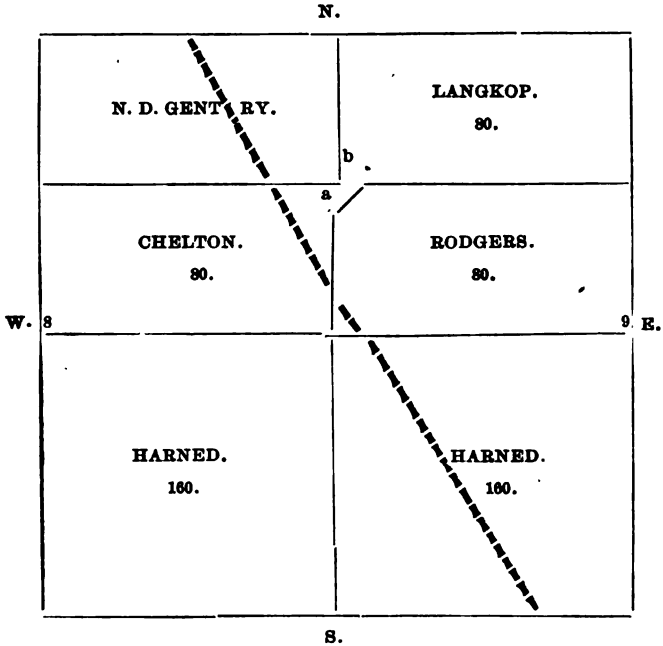 N.
N. D. GENTRY.
LANGKOP.
80.
b
a
CHELTON.
80.
RODGERS.
80.
W. 8
9 E.
HARNED.
160.
HARNED.
160.
S.